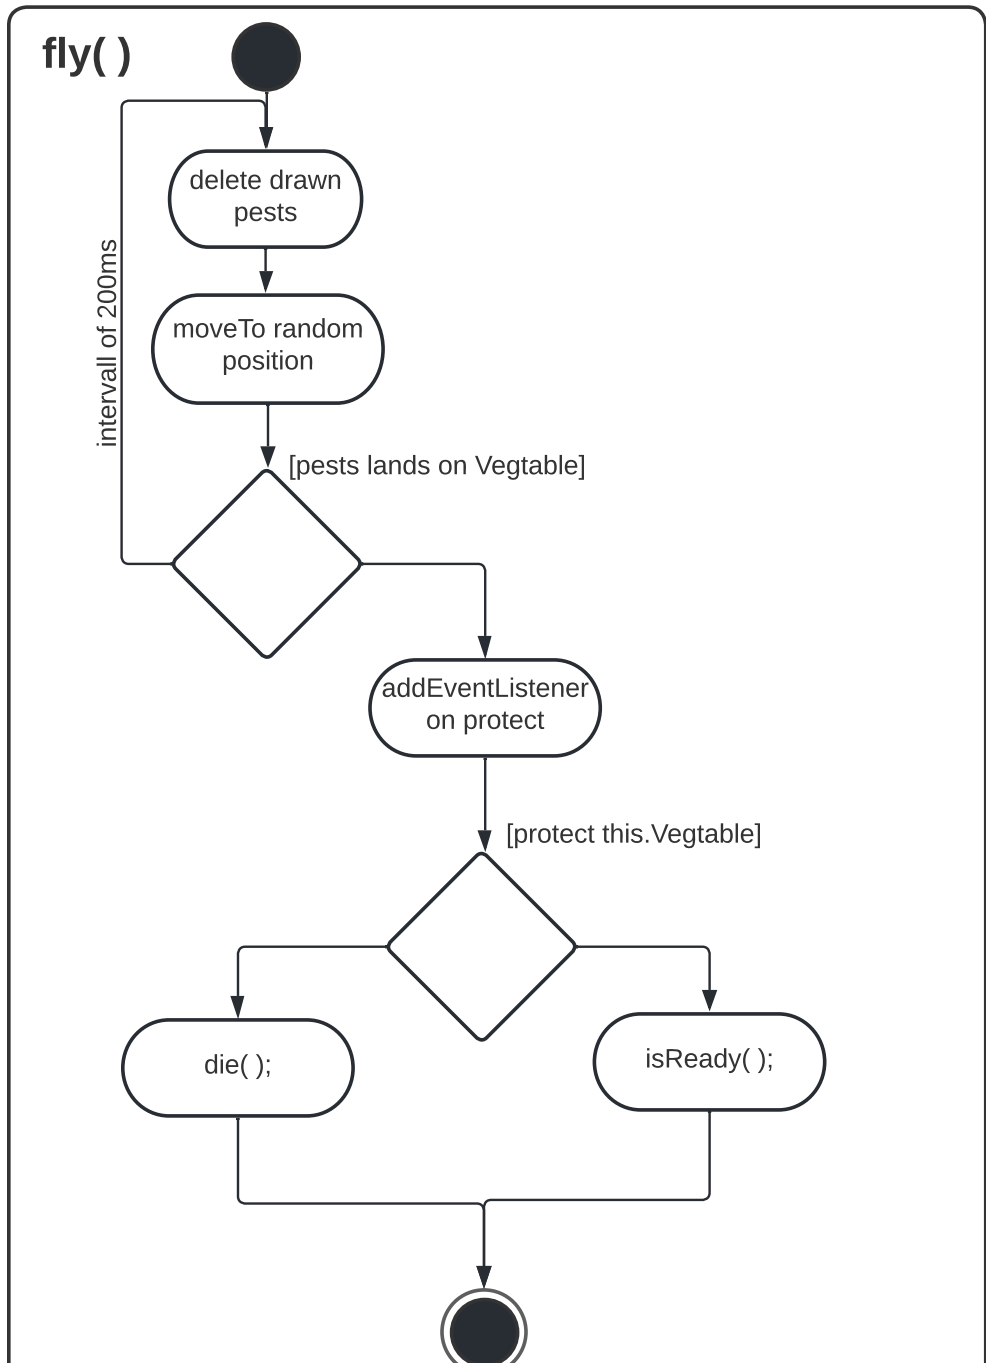 fly( )
delete drawn
pests
intervall of 200ms
moveTo random
position
[pests lands on Vegtable]
addEventListener
on protect
[protect this.Vegtable]
die( );
isReady( );